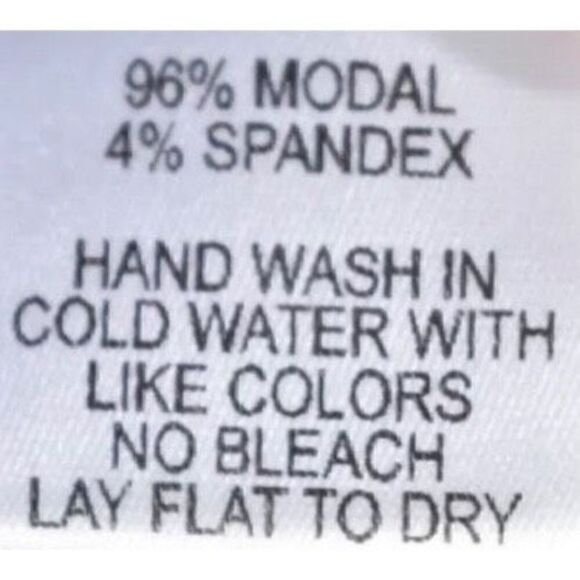 96% MODAL
4% SPANDEX
HAND WASH IN
COLD WATER WITH
LIKE COLORS
NO BLEACH
LAY FLAT TO DRY